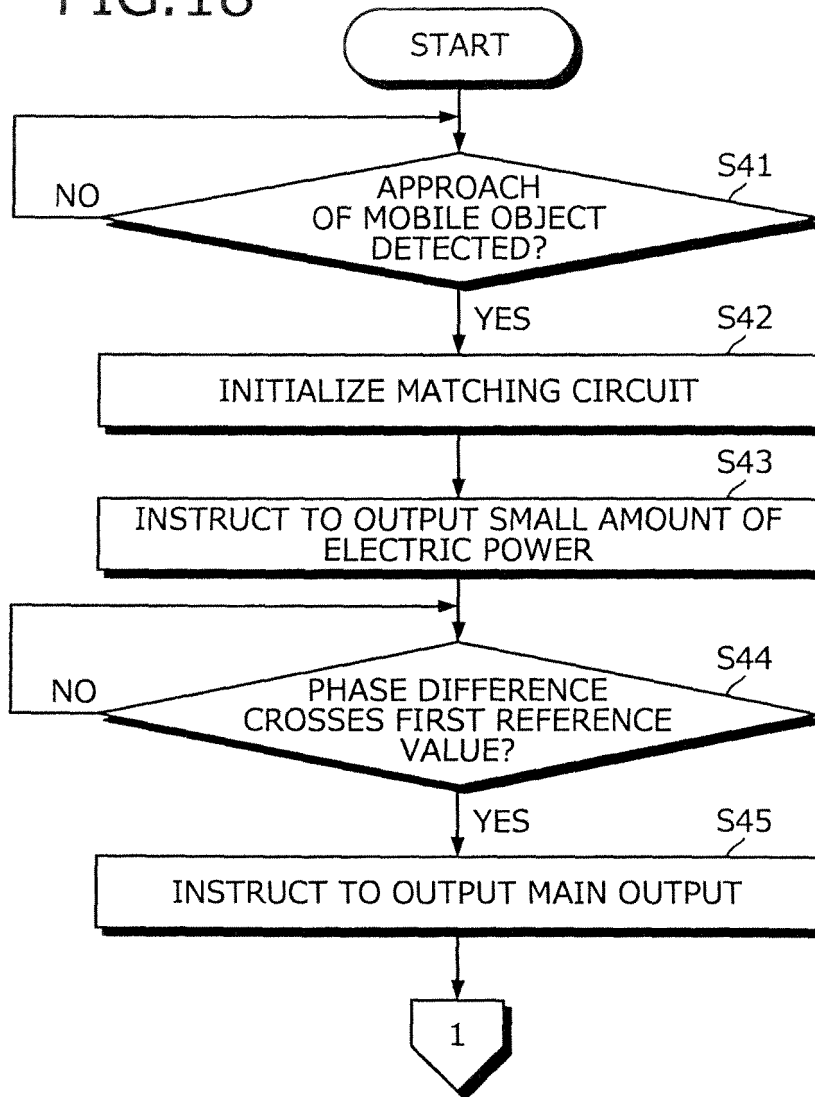 FIG.18
START
S41
NO
APPROACH
OF MOBILE OBJECT
DETECTED?
YES
S42
INITIALIZE MATCHING CIRCUIT
S43
INSTRUCT TO OUTPUT SMALL AMOUNT OF
ELECTRIC POWER
S44
NO
PHASE DIFFERENCE
CROSSES FIRST REFERENCE
VALUE?
YES
S45
INSTRUCT TO OUTPUT MAIN OUTPUT
1